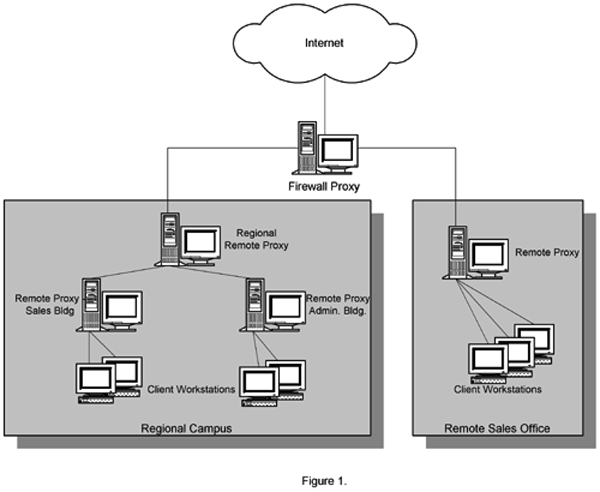 Internet
Firewall Proxy
Regional
Remote Proxy
Remote Proxy
Sales Bldg
Remote Proxy
Admin. Bldg.
Client Workstations
Regional Campus
Remote Proxy
Client Workstations
Remote Sales Office
Figure 1.